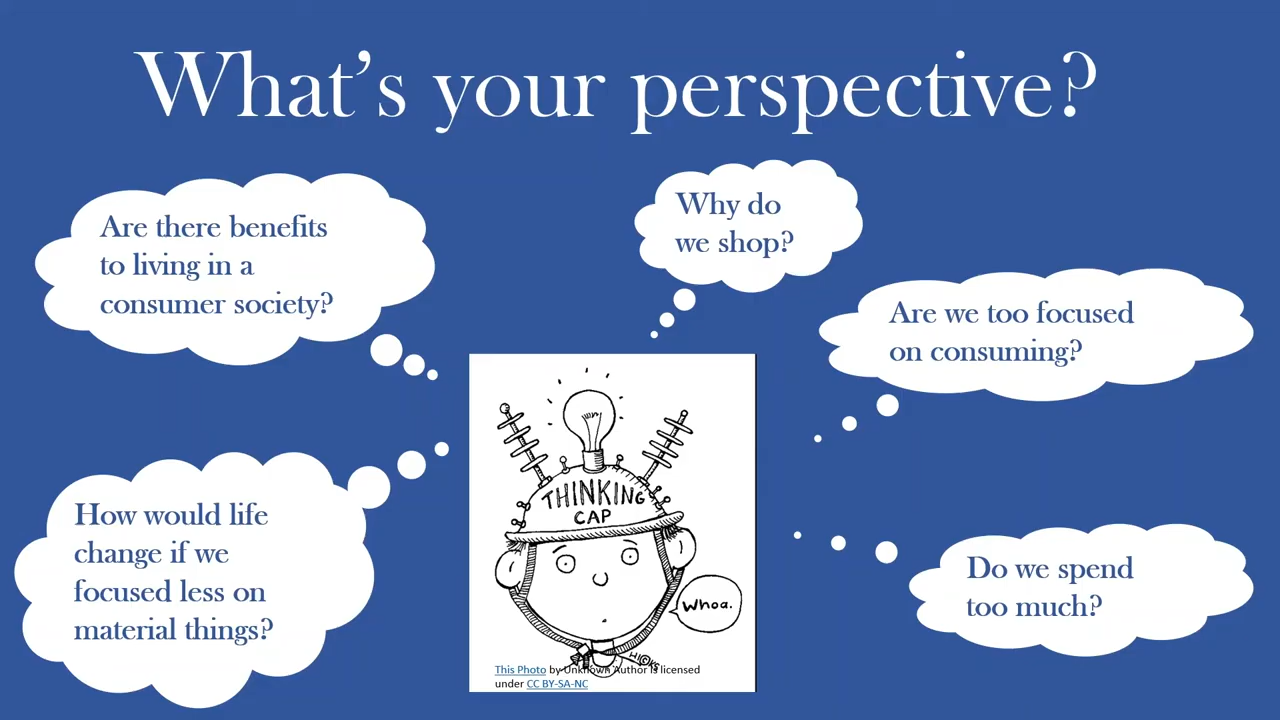 What's your perspective?
Are there benefits
to living in a
consumer society?
Why do
we shop?
Are we too focused
on consuming?
How would life
change if we
focused less on
material things?
Do we spend
too much?
THINKING
CAP
Whoa.
HICKS
This Photo by Unknown Author is licensed
under CC BY-SA-NC